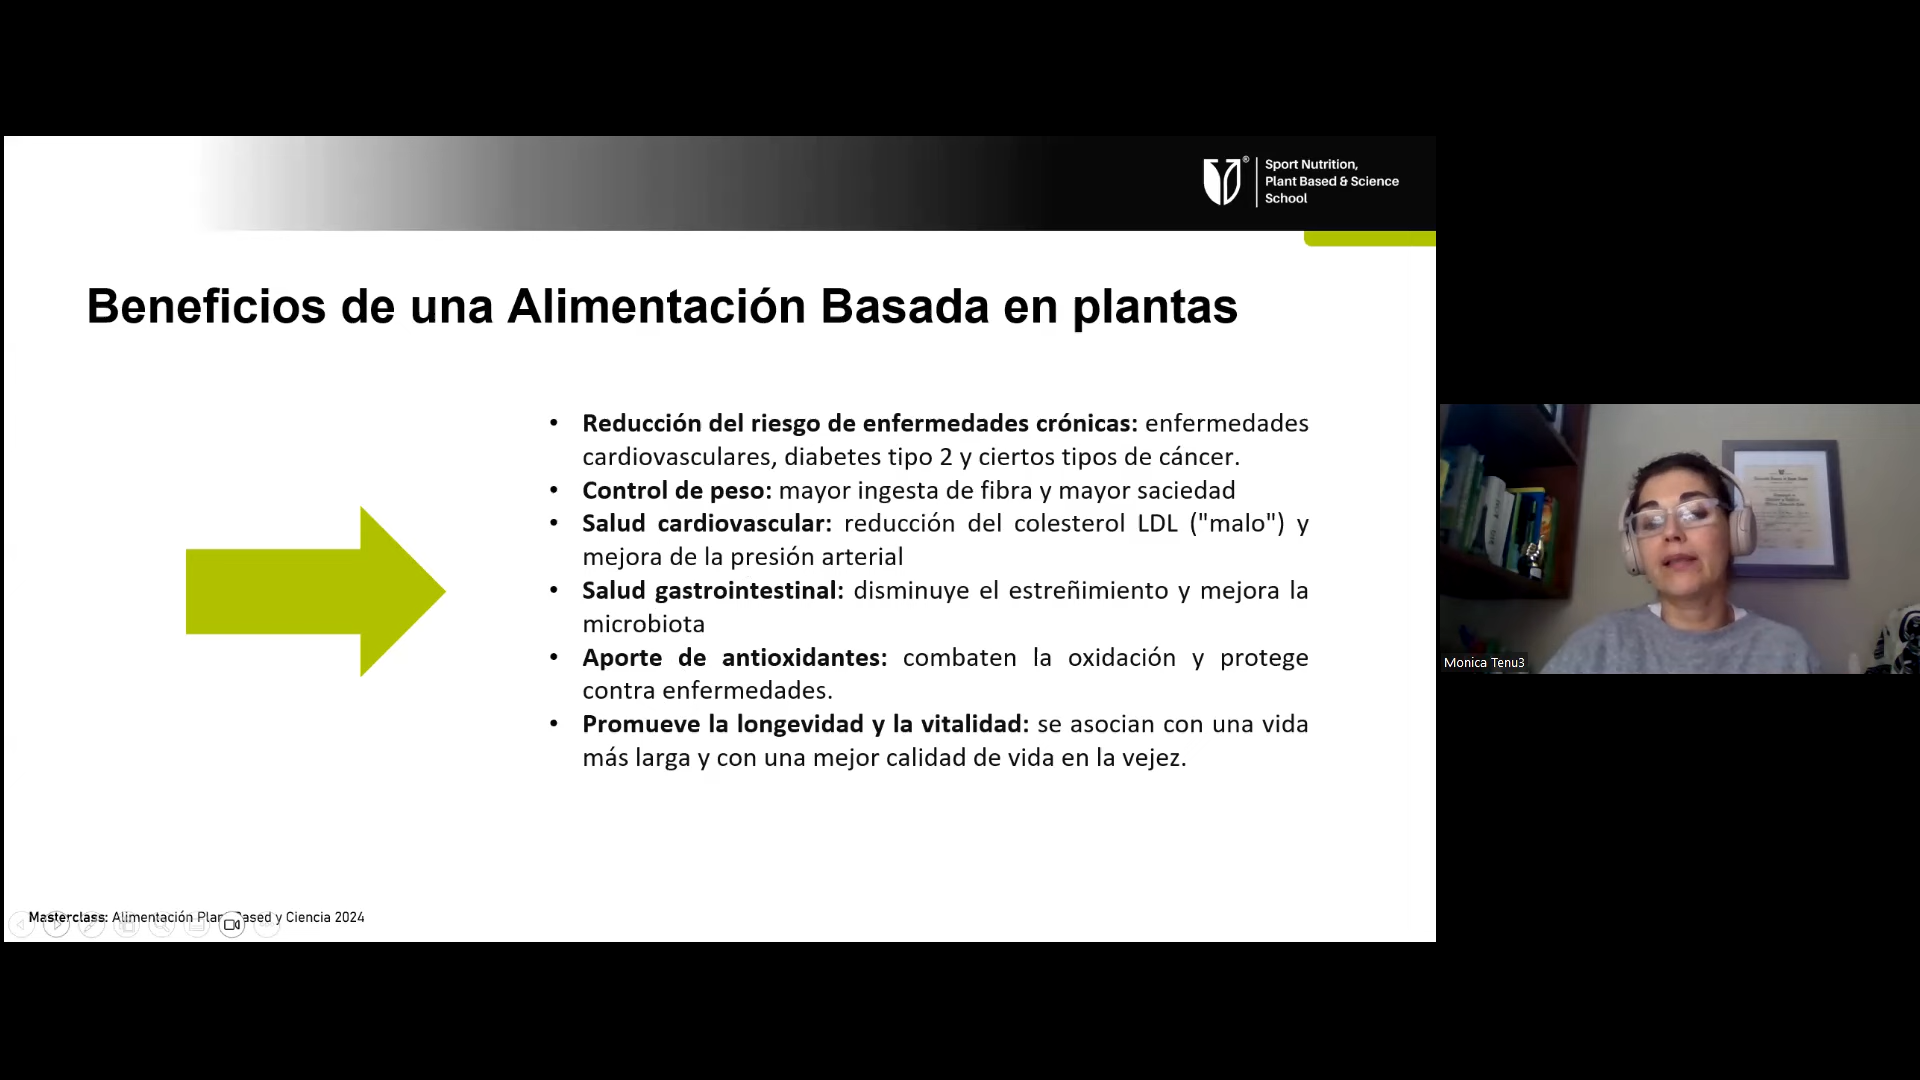 Sport Nutrition,
Plant Based & Science
School
Beneficios de una Alimentación Basada en plantas
• Reducción del riesgo de enfermedades crónicas: enfermedades
cardiovasculares, diabetes tipo 2 y ciertos tipos de cáncer.
• Control de peso: mayor ingesta de fibra y mayor saciedad
• Salud cardiovascular: reducción del colesterol LDL ("malo") y
mejora de la presión arterial
• Salud gastrointestinal: disminuye el estreñimiento y mejora la
microbiota
• Aporte de antioxidantes: combaten la oxidación y protege
contra enfermedades.
• Promueve la longevidad y la vitalidad: se asocian con una vida
más larga y con una mejor calidad de vida en la vejez.
Masterclass: Alimentación Plant Based y Ciencia 2024
Monica Tenu3